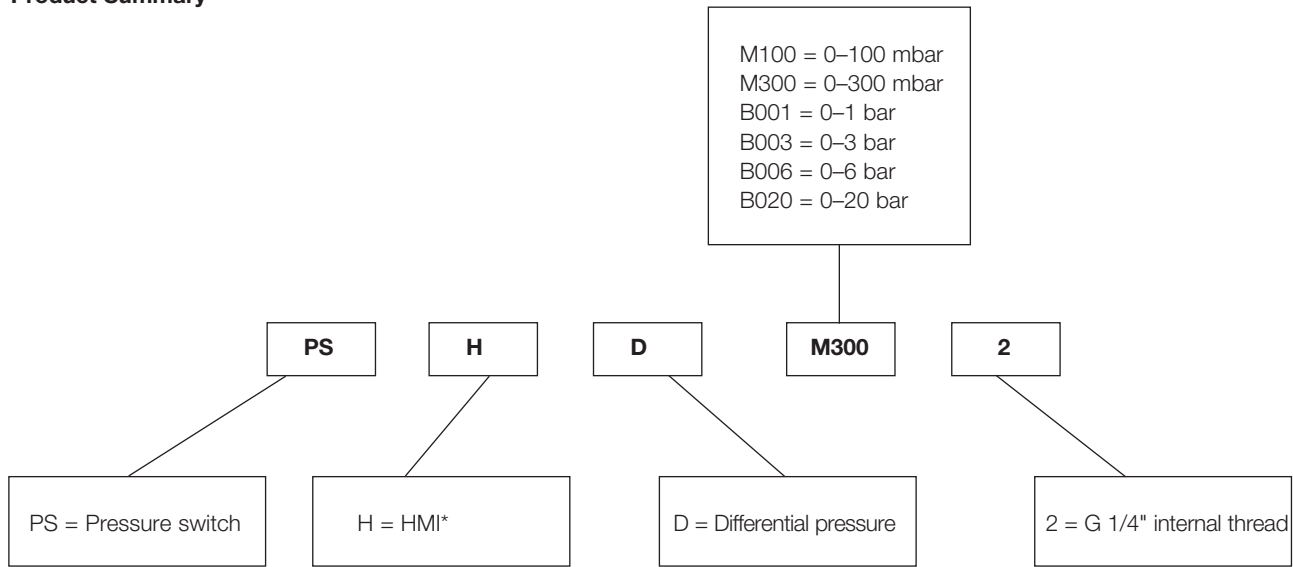 Product Summary
M100 = 0–100 mbar
M300 = 0–300 mbar
B001 = 0–1 bar
B003 = 0–3 bar
B006 = 0–6 bar
B020 = 0–20 bar
PS H D M300 2
PS = Pressure switch
H = HMI*
D = Differential pressure
2 = G 1/4" internal thread